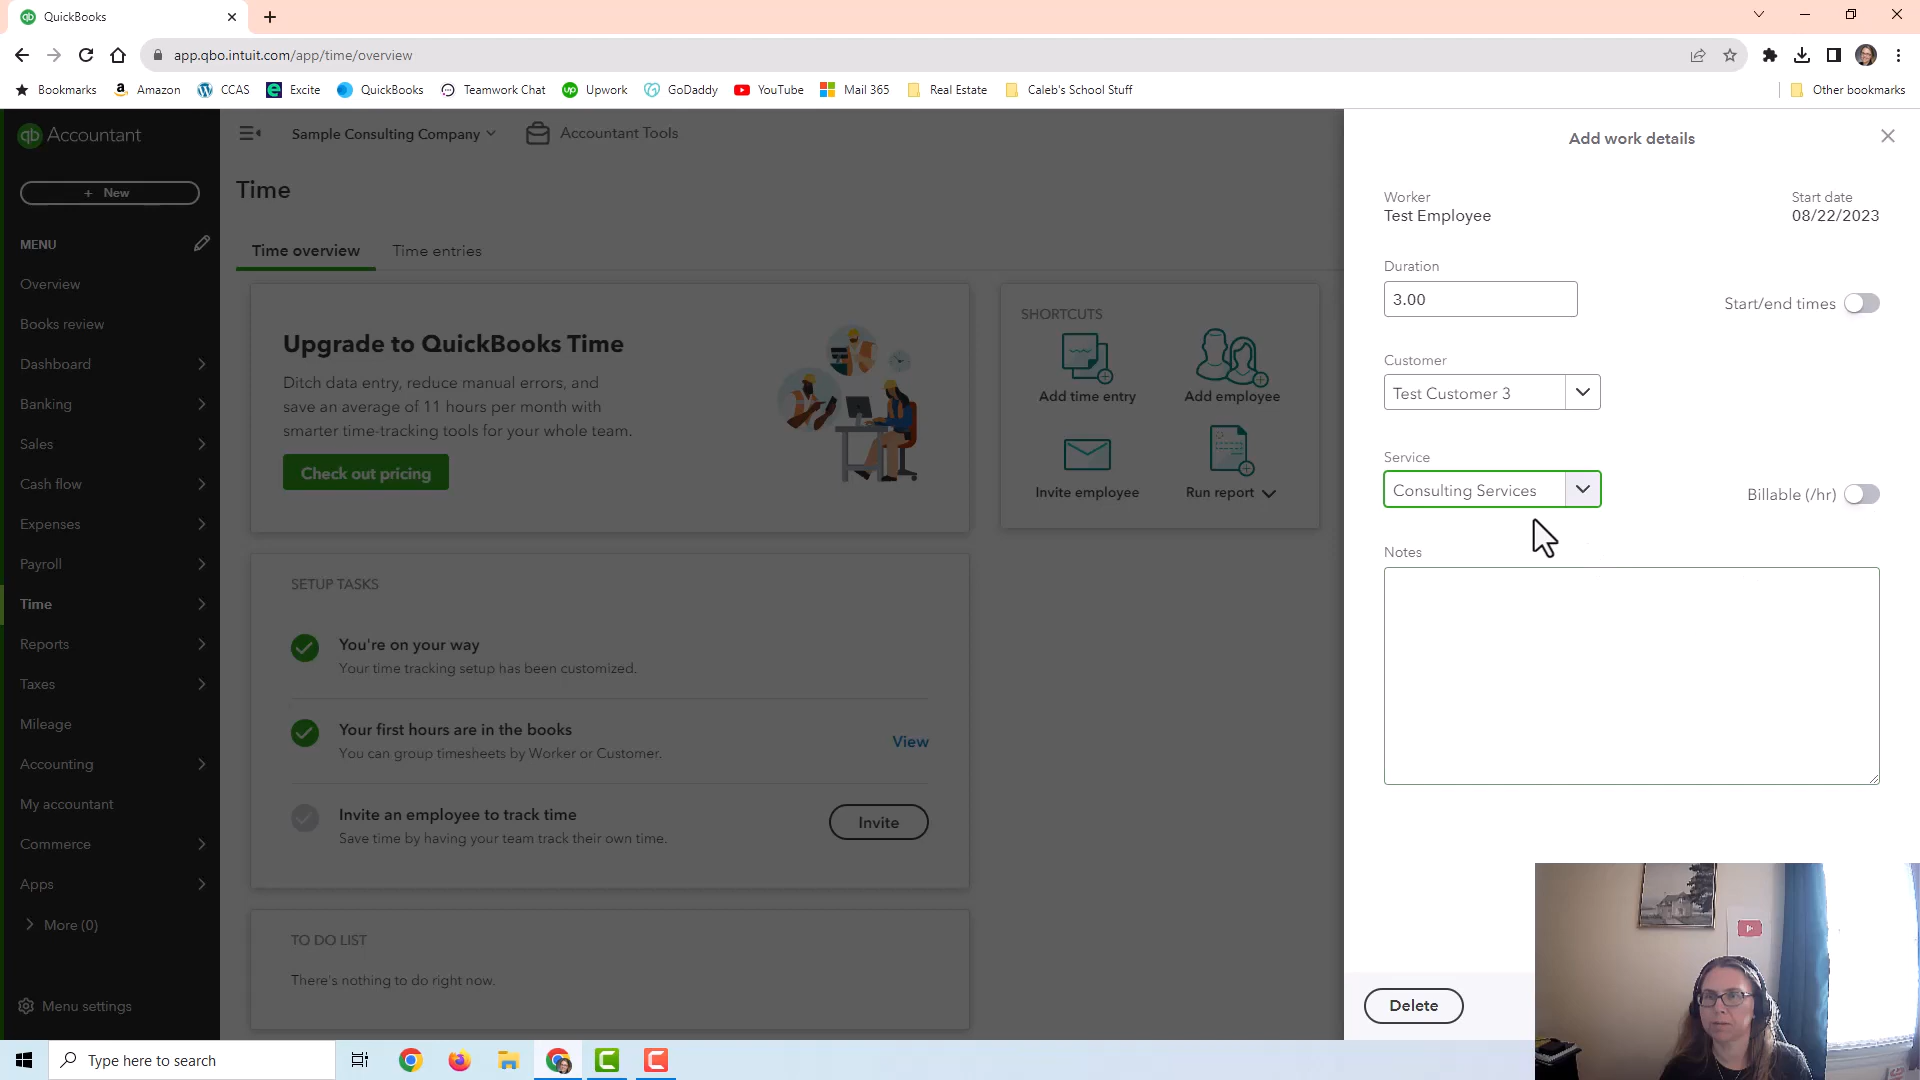 QuickBooks
app.qbo.intuit.com/app/time/overview
Bookmarks
Amazon
CCAS
Excite
QuickBooks
Teamwork Chat
Upwork
GoDaddy
YouTube
Mail 365
Real Estate
Caleb's School Stuff
Other bookmarks
qb Accountant
+ New
MENU
Overview
Books review
Dashboard
Banking
Sales
Cash flow
Expenses
Payroll
Time
Reports
Taxes
Mileage
Accounting
My accountant
Commerce
Apps
More (0)
Menu settings
Sample Consulting Company
Accountant Tools
Time
Time overview
Time entries
Upgrade to QuickBooks Time
Ditch data entry, reduce manual errors, and
save an average of 11 hours per month with
smarter time-tracking tools for your whole team.
Check out pricing
SHORTCUTS
Add time entry
Add employee
Invite employee
Run report
SETUP TASKS
You're on your way
Your time tracking setup has been customized.
Your first hours are in the books
You can group timesheets by Worker or Customer.
View
Invite an employee to track time
Save time by having your team track their own time.
Invite
TO DO LIST
There's nothing to do right now.
Add work details
Worker
Test Employee
Start date
08/22/2023
Duration
3.00
Start/end times
Customer
Test Customer 3
Service
Consulting Services
Billable (/hr)
Notes
Delete
Type here to search